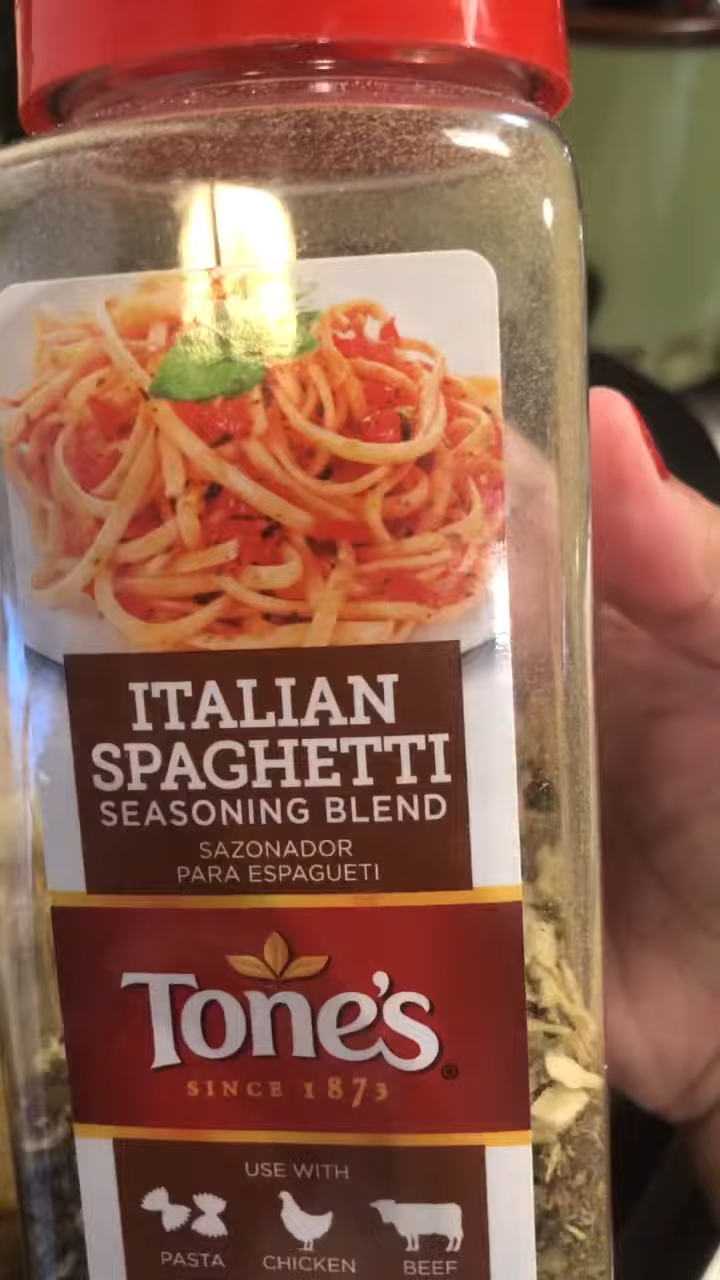 ITALIAN
SPAGHETTI
SEASONING BLEND
SAZONADOR
PARA ESPAGUETI
TONE'S
SINCE 1873
USE WITH
PASTA CHICKEN BEEF